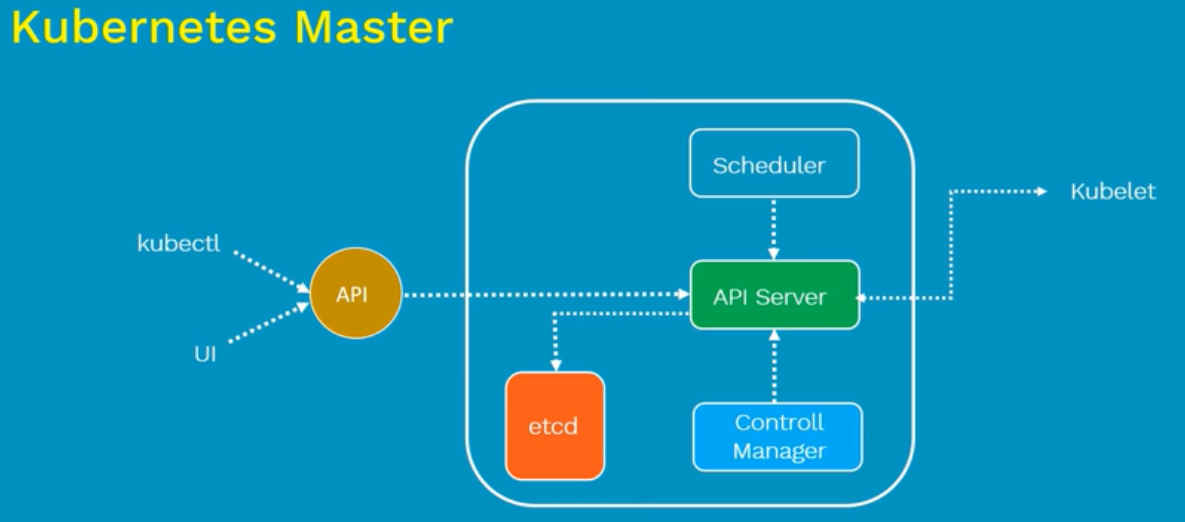 Kubernetes Master
Scheduler
Kubelet
kubectl
API
API Server
UI
etcd
Controll
Manager